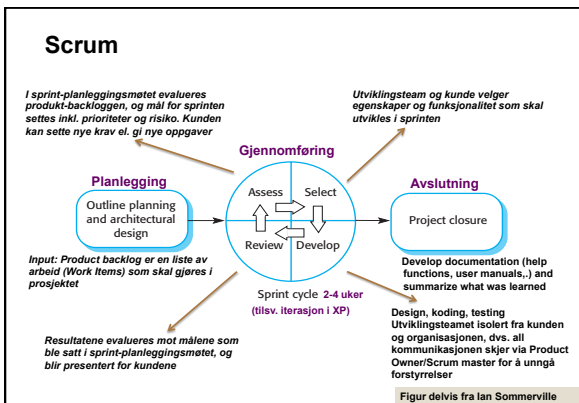 Scrum
I sprint-planleggingsmøtet evalueres
produkt-backloggen, og mål for sprinten
settes inkl. prioriteter og risiko. Kunden
kan sette nye krav el. gi nye oppgaver
Utviklingsteam og kunde velger
egenskaper og funksjonalitet som skal
utvikles i sprinten
Gjennomføring
Planlegging
Outline planning
and architectural
design
Assess
Select
Review
Develop
Avslutning
Project closure
Input: Product backlog er en liste av
arbeid (Work Items) som skal gjøres i
prosjektet
Sprint cycle 2-4 uker
(tilsv. iterasjon i XP)
Develop documentation (help
functions, user manuals,.) and
summarize what was learned
Resultatene evalueres mot målene som
ble satt i sprint-planleggingsmøtet, og
blir presentert for kundene
Design, koding, testing
Utviklingsteamet isolert fra kunden
og organisasjonen, dvs. all
kommunikasjonen skjer via Product
Owner/Scrum master for å unngå
forstyrrelser
Figur delvis fra Ian Sommerville